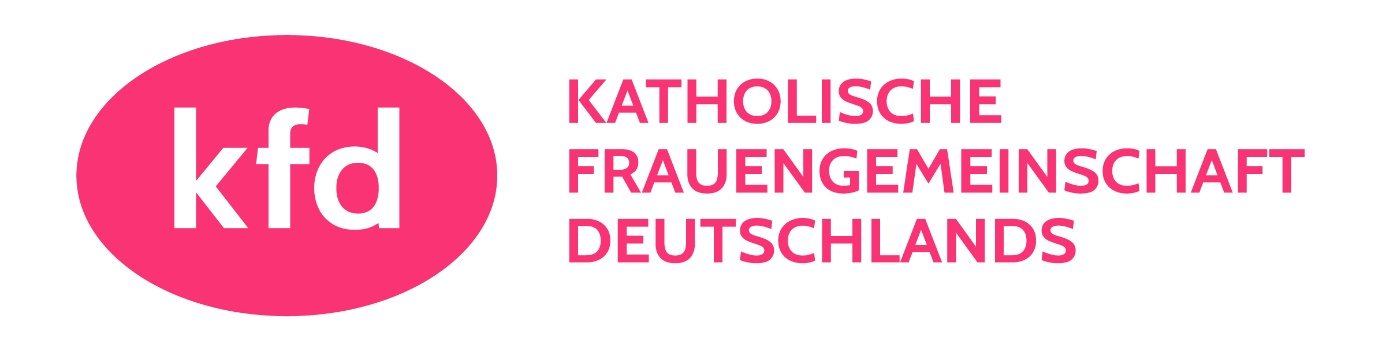 kfd
KATHOLISCHE
FRAUENGEMEINSCHAFT
DEUTSCHLANDS